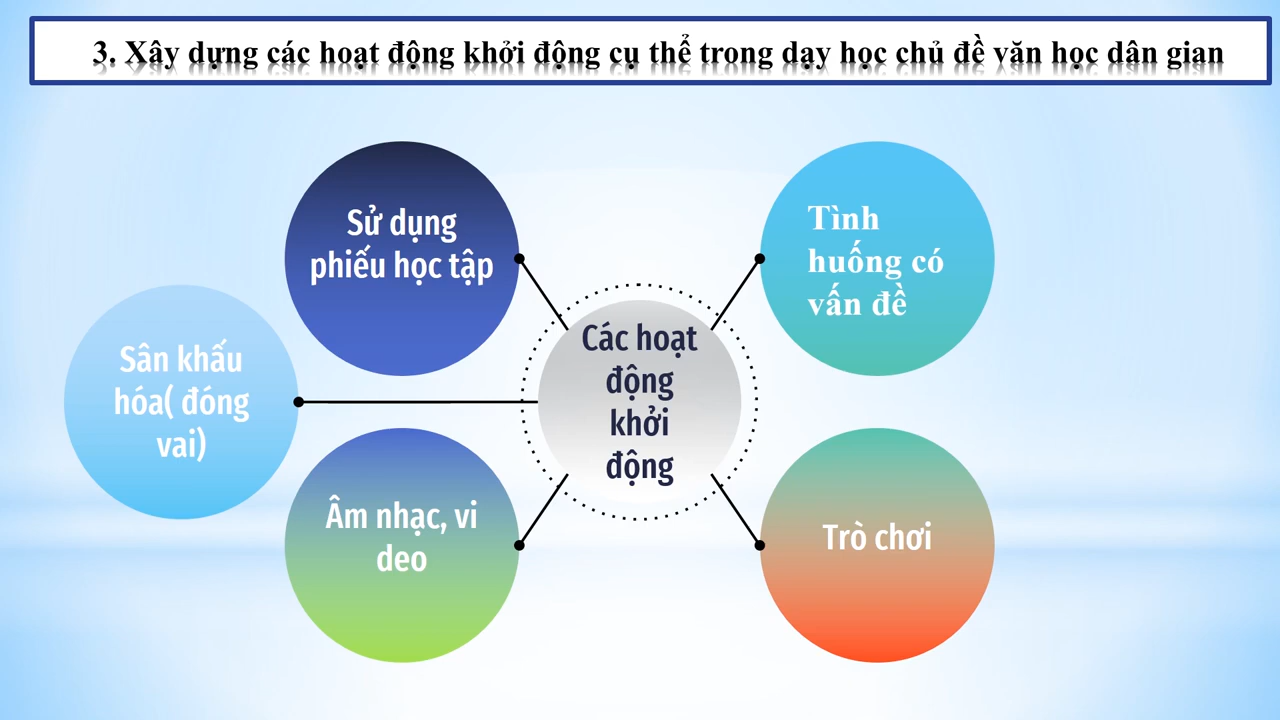 3. Xây dựng các hoạt động khởi động cụ thể trong dạy học chủ đề văn học dân gian
Sử dụng
phiếu học tập
Tình
huống có
vấn đề
Các hoạt
động
khởi
động
Sân khấu
hóa( đóng
vai)
Âm nhạc, vi
deo
Trò chơi